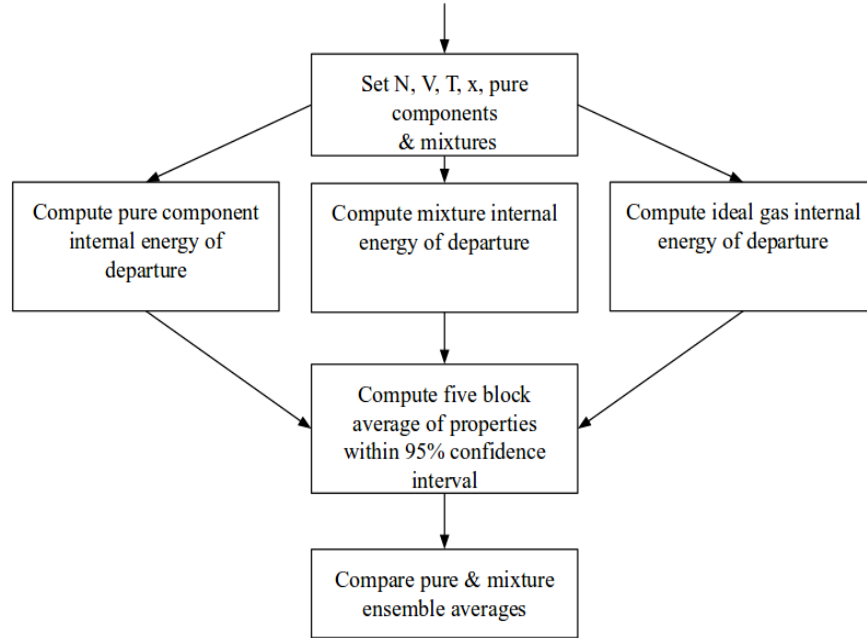 Set N, V, T, x, pure
components
& mixtures
Compute pure component
internal energy of
departure
Compute mixture internal
energy of departure
Compute ideal gas internal
energy of departure
Compute five block
average of properties
within 95% confidence
interval
Compare pure & mixture
ensemble averages